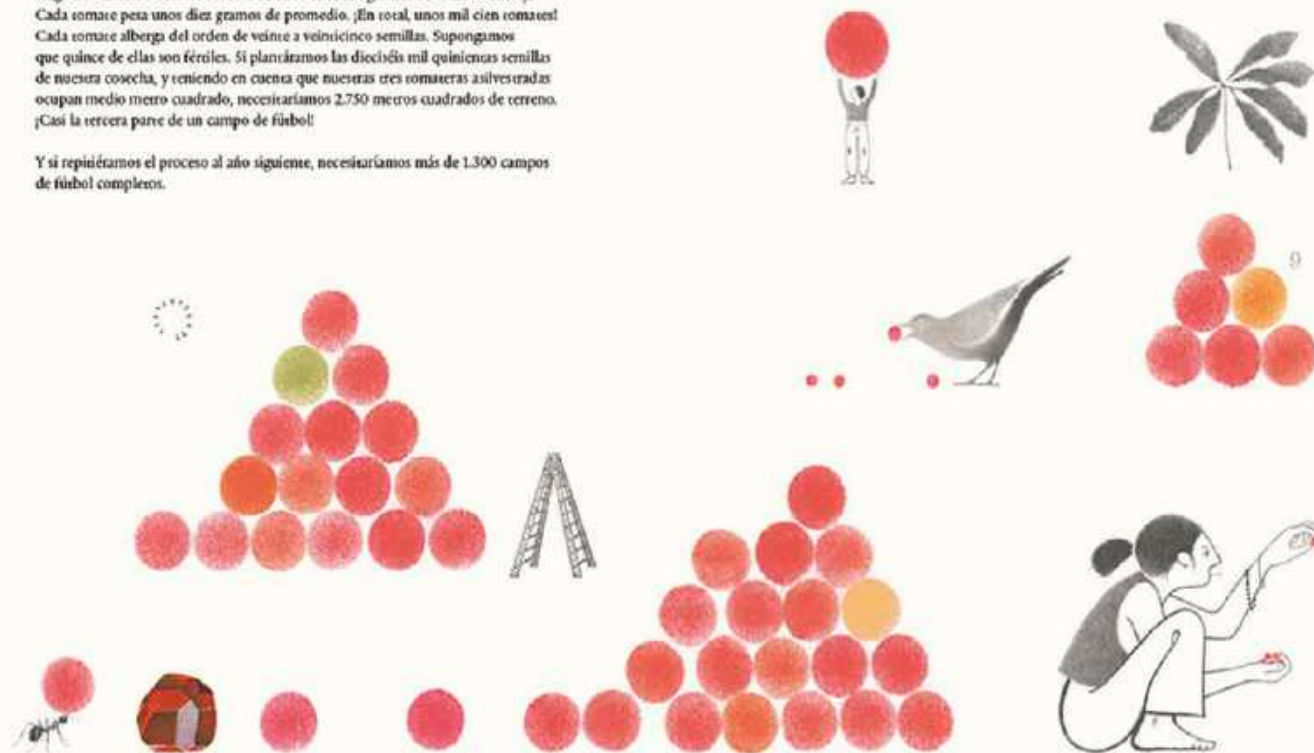 Cada tomate pesa unos diez gramos de promedio. ¡En total, unos mil cien tomates!
Cada tomate alberga del orden de veinte a veinticinco semillas. Supongamos
que quince de ellas son fértiles. Si plantáramos las dieciséis mil quinientas semillas
de nuestra cosecha, y teniendo en cuenta que nuestras tres tomateras asilvestradas
ocupan medio metro cuadrado, necesitaríamos 2.750 metros cuadrados de terreno.
¡Casi la tercera parte de un campo de fútbol!
Y si repitiéramos el proceso al año siguiente, necesitaríamos más de 1.300 campos
de fútbol completos.
9